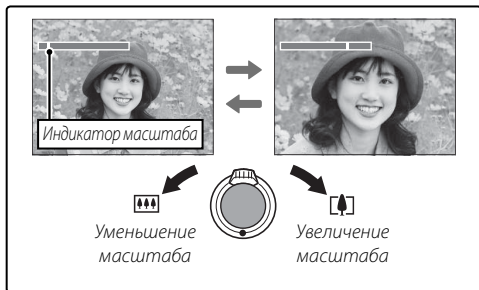 Индикатор масштаба
Уменьшение
масштаба
Увеличение
масштаба